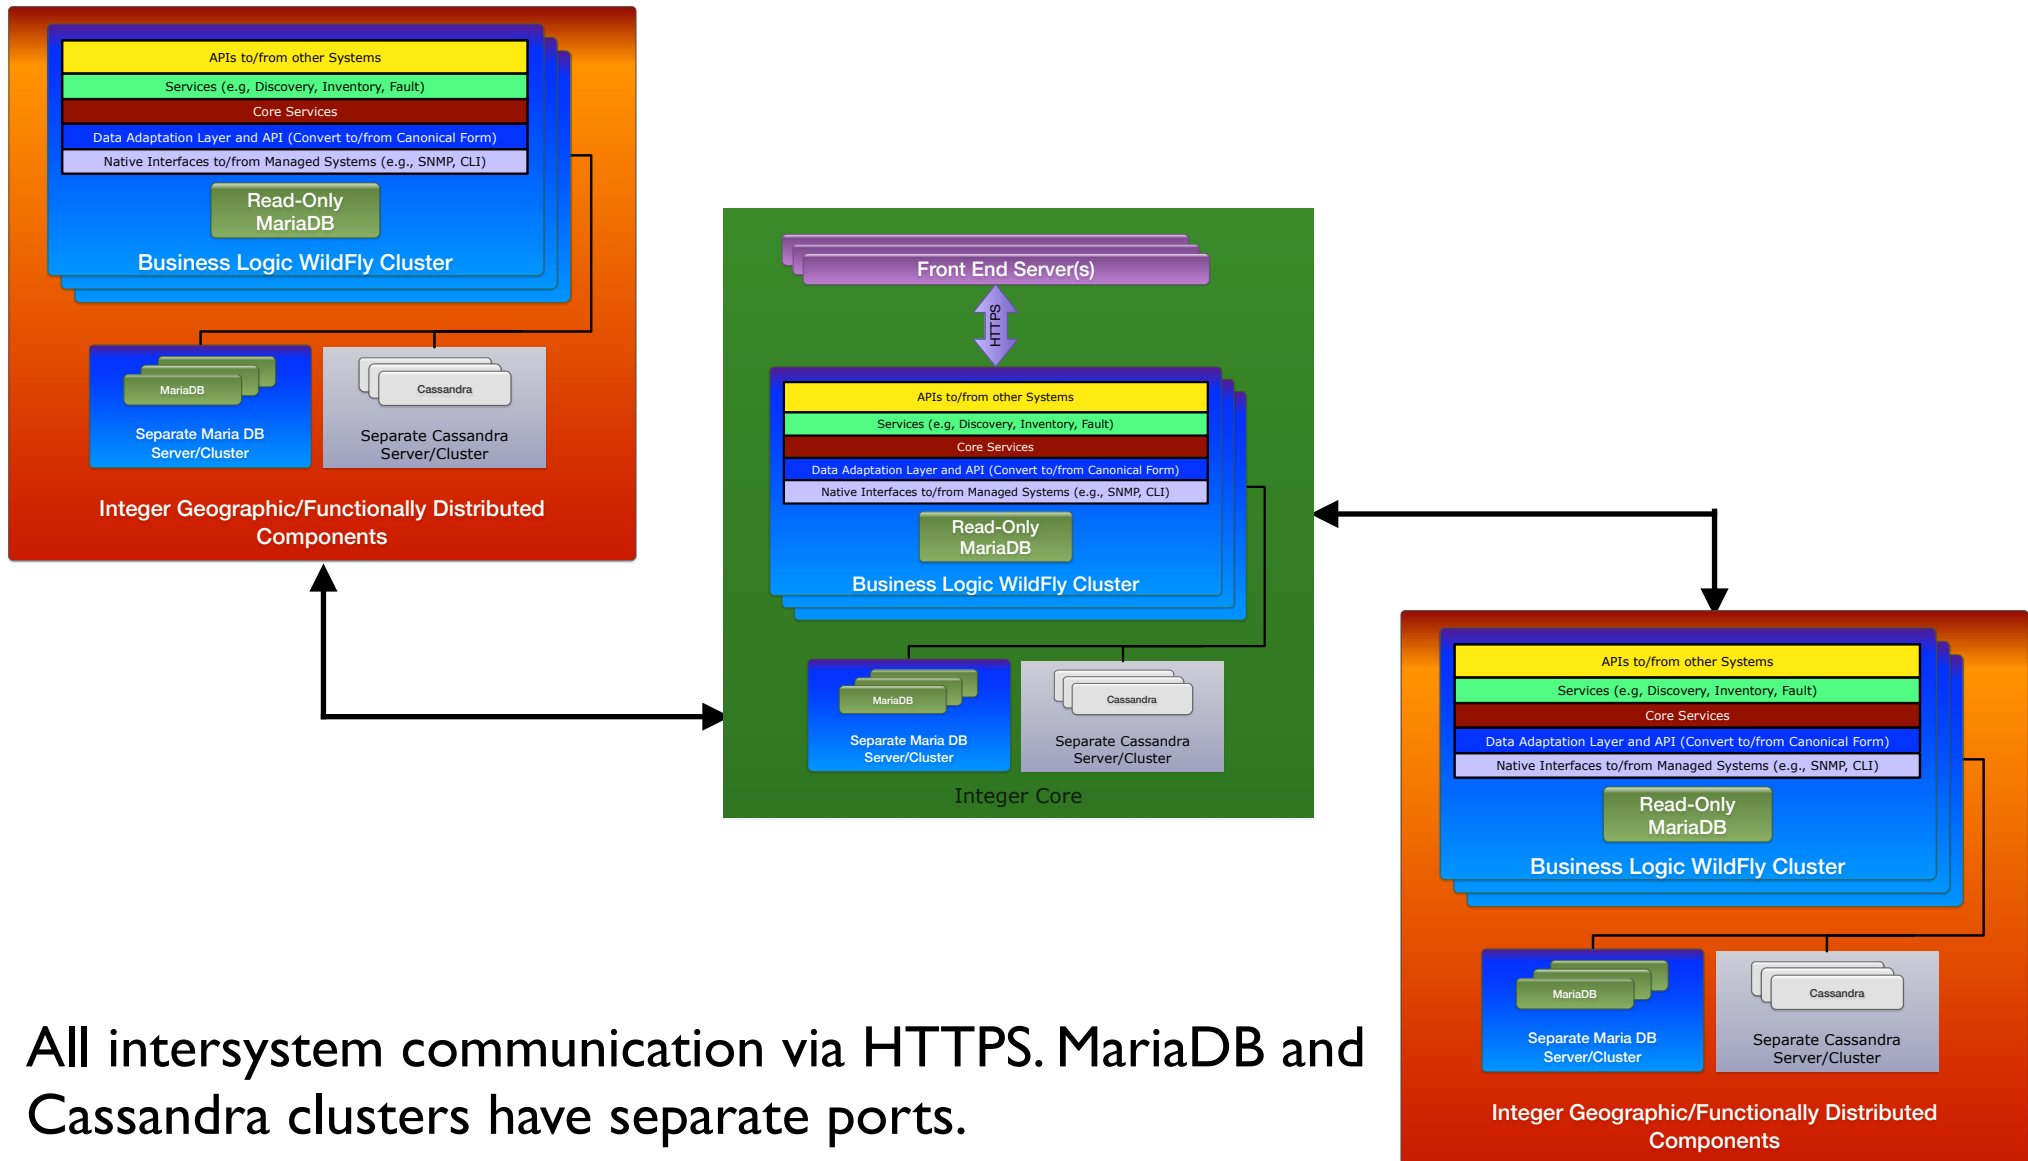 APIs to/from other Systems
Services (e.g, Discovery, Inventory, Fault)
Core Services
Data Adaptation Layer and API (Convert to/from Canonical Form)
Native Interfaces to/from Managed Systems (e.g., SNMP, CLI)
Read-Only
MariaDB
Business Logic WildFly Cluster
MariaDB
Separate Maria DB
Server/Cluster
Cassandra
Separate Cassandra
Server/Cluster
Integer Geographic/Functionally Distributed
Components
Front End Server(s)
HTTPS
APIs to/from other Systems
Services (e.g, Discovery, Inventory, Fault)
Core Services
Data Adaptation Layer and API (Convert to/from Canonical Form)
Native Interfaces to/from Managed Systems (e.g., SNMP, CLI)
Read-Only
MariaDB
Business Logic WildFly Cluster
MariaDB
Separate Maria DB
Server/Cluster
Cassandra
Separate Cassandra
Server/Cluster
Integer Core
APIs to/from other Systems
Services (e.g, Discovery, Inventory, Fault)
Core Services
Data Adaptation Layer and API (Convert to/from Canonical Form)
Native Interfaces to/from Managed Systems (e.g., SNMP, CLI)
Read-Only
MariaDB
Business Logic WildFly Cluster
MariaDB
Separate Maria DB
Server/Cluster
Cassandra
Separate Cassandra
Server/Cluster
Integer Geographic/Functionally Distributed
Components
All intersystem communication via HTTPS. MariaDB and
Cassandra clusters have separate ports.